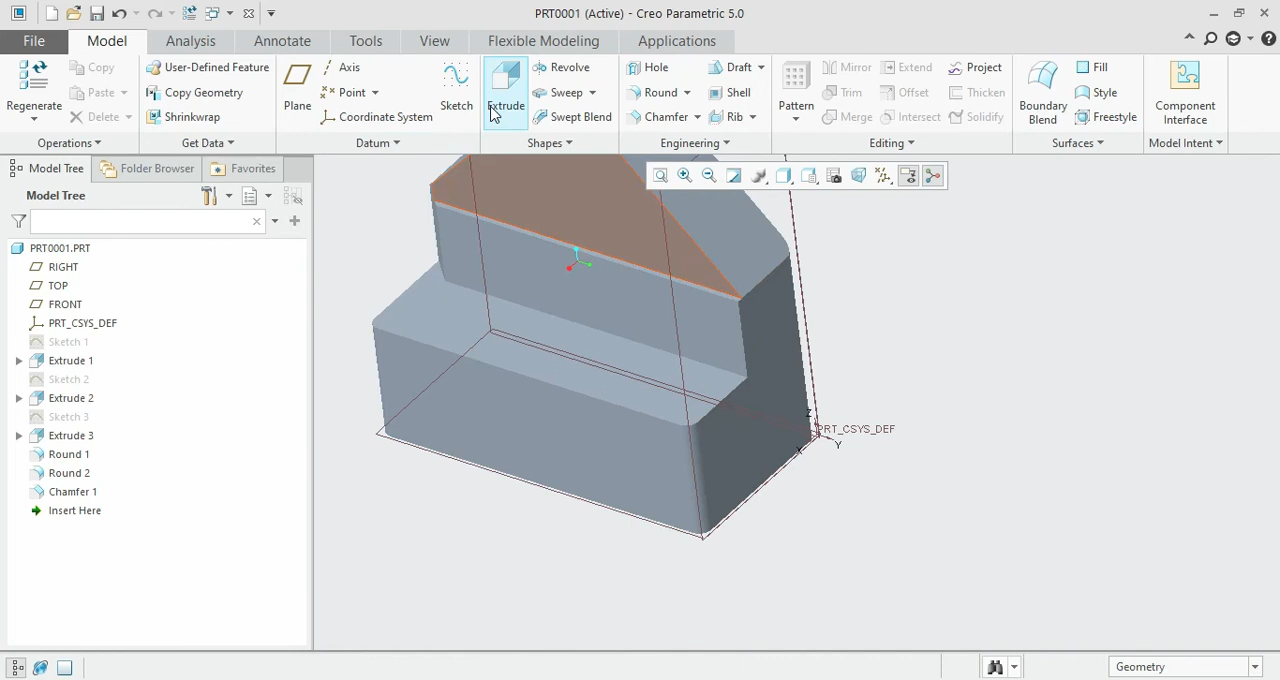 PRT0001 (Active) - Creo Parametric 5.0
File Model Analysis Annotate Tools View Flexible Modeling Applications
Regenerate
Copy
Paste
Delete
Operations
User-Defined Feature
Copy Geometry
Shrinkwrap
Get Data
Plane
Axis
Point
Coordinate System
Sketch
Datum
Extrude
Revolve
Sweep
Swept Blend
Shapes
Hole
Round
Chamfer
Draft
Shell
Rib
Engineering
Pattern
Mirror
Trim
Merge
Extend
Offset
Intersect
Project
Thicken
Solidify
Editing
Boundary
Blend
Fill
Style
Freestyle
Surfaces
Component
Interface
Model Intent
Model Tree Folder Browser Favorites
Model Tree
PRT0001.PRT
RIGHT
TOP
FRONT
PRT_CSYS_DEF
Sketch 1
Extrude 1
Sketch 2
Extrude 2
Sketch 3
Extrude 3
Round 1
Round 2
Chamfer 1
Insert Here
Z
PRT_CSYS_DEF
X
Y
Geometry